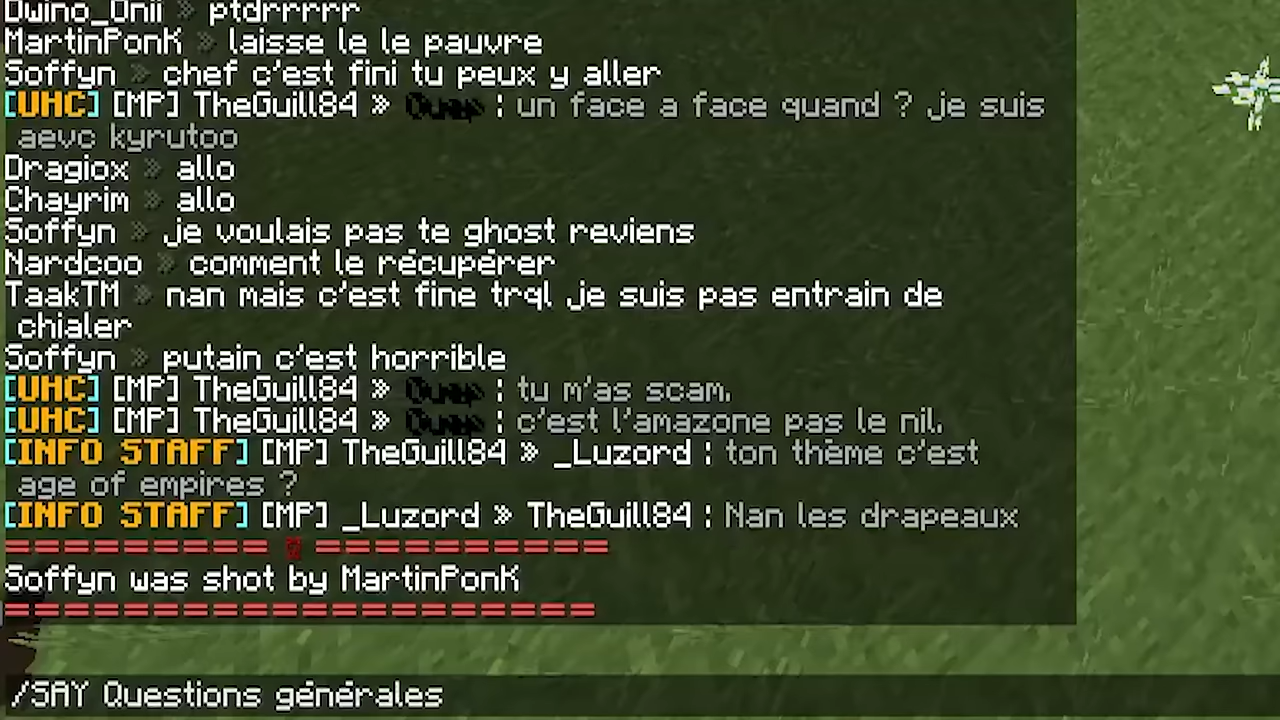 Owino_Onii » ptdrrrrr
MartinPonK » laisse le le pauvre
Soffyn » chef c'est fini tu peux y aller
[UHC] [MP] TheGuill84 » : un face a face quand ? je suis
aevc kyrutoo
Dragiox » allo
Chayrim » allo
Soffyn » je voulais pas te ghost reviens
Nardcoo » comment le récupérer
TaakTM » nan mais c'est fine trql je suis pas entrain de
chialer
Soffyn » putain c'est horrible
[UHC] [MP] TheGuill84 » : tu m'as scam.
[UHC] [MP] TheGuill84 » : c'est l'amazone pas le nil.
[INFO STAFF] [MP] TheGuill84 » _Luzord : ton thème c'est
age of empires ?
[INFO STAFF] [MP] _Luzord » TheGuill84 : Nan les drapeaux
Soffyn was shot by MartinPonK
/SAY Questions générales